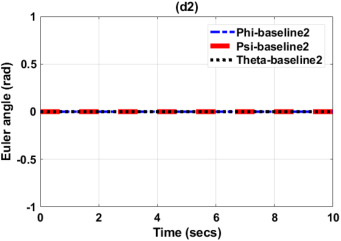 (d2)
Phi-baseline2
Psi-baseline2
Theta-baseline2
Euler angle (rad)
1
0.5
0
-0.5
-1
0 2 4 6 8 10
Time (secs)